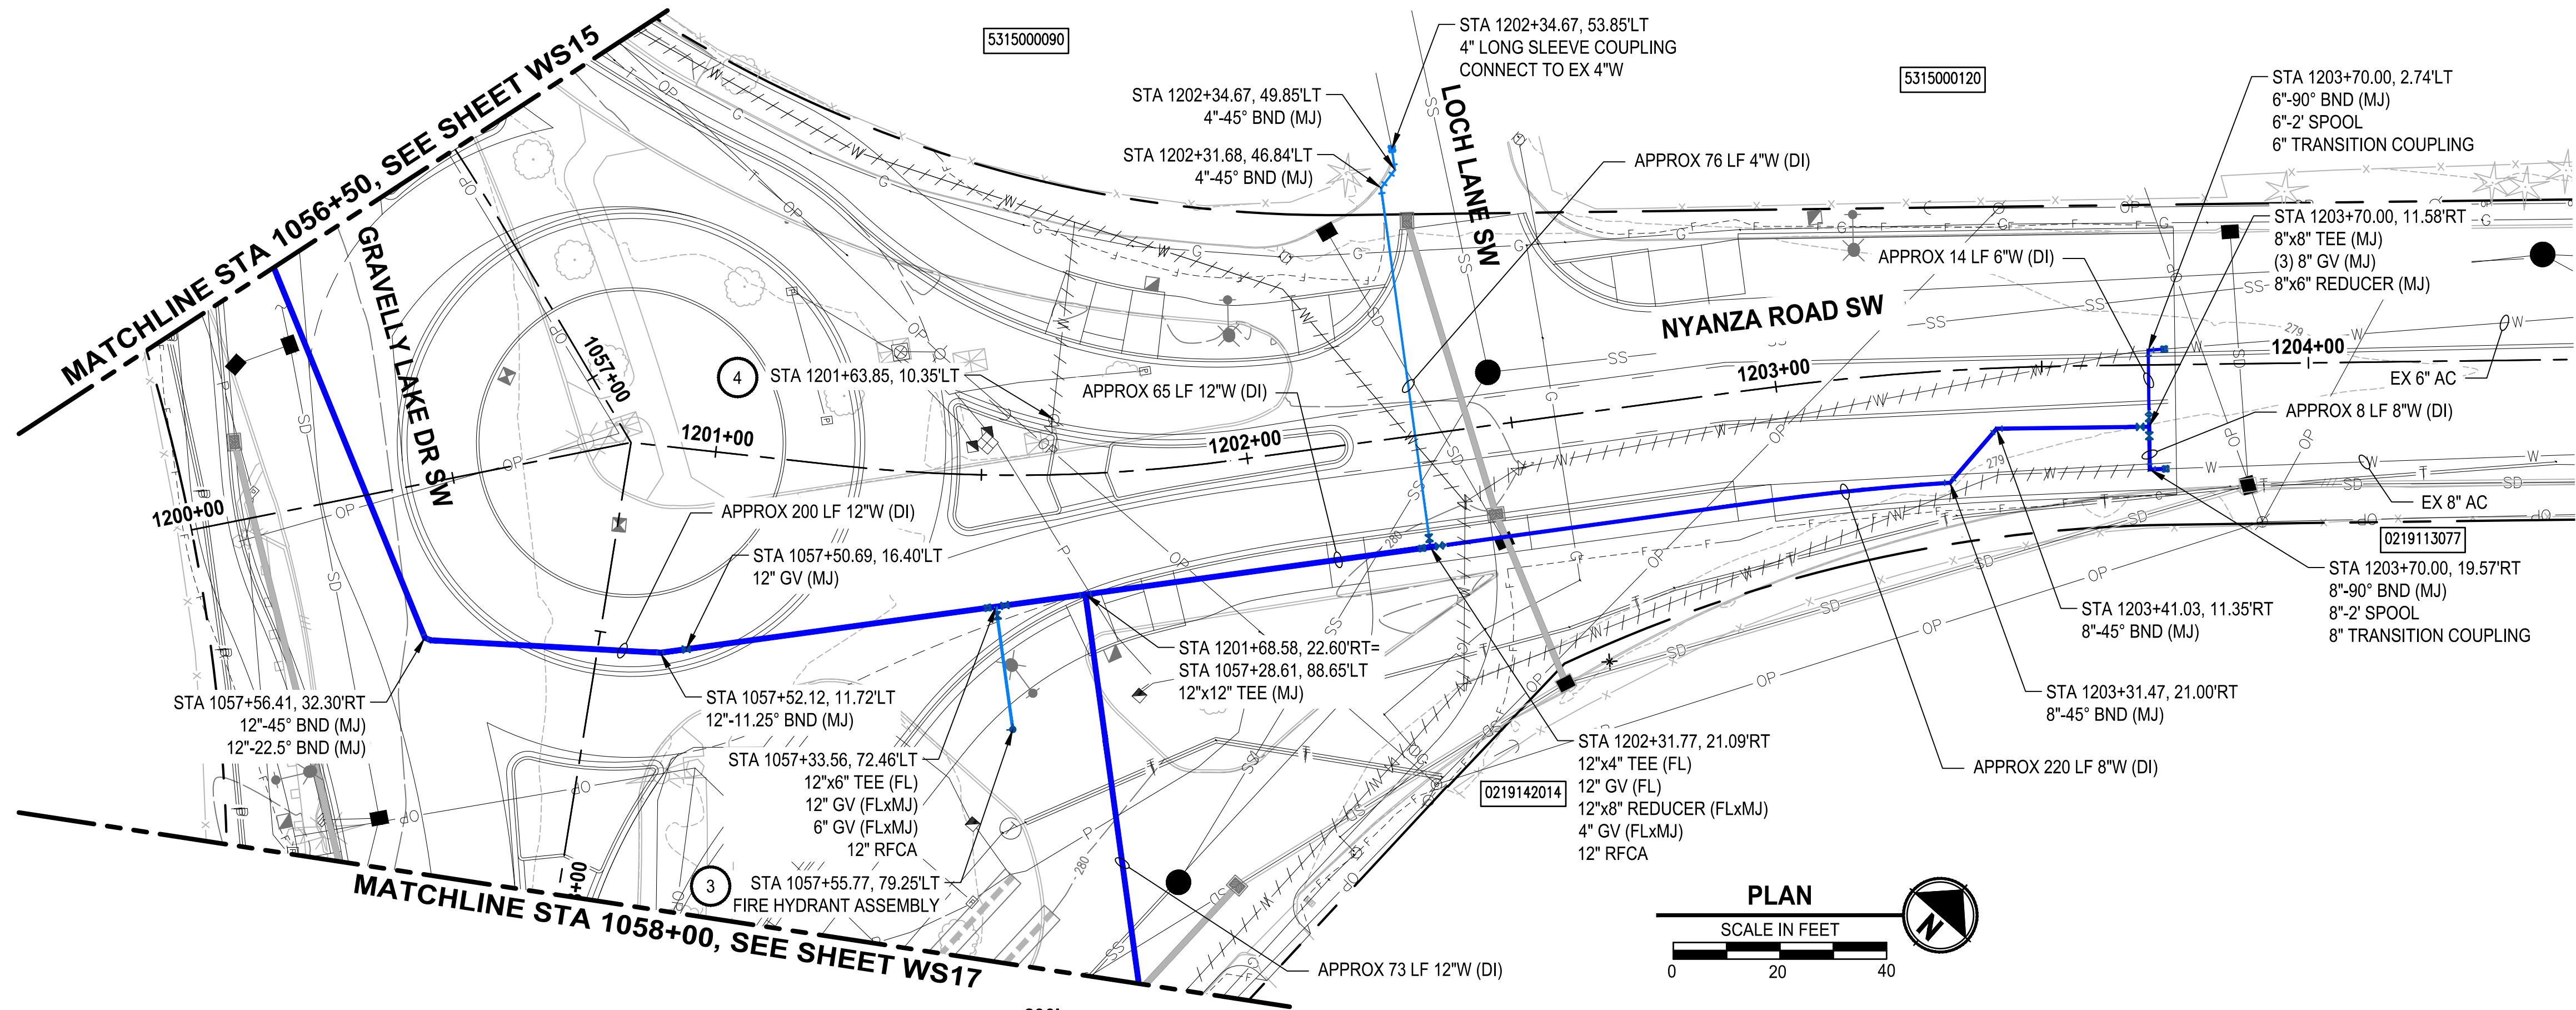 MATCHLINE STA 1056+50, SEE SHEET WS15
5315000090
STA 1202+34.67, 53.85'LT
4" LONG SLEEVE COUPLING
CONNECT TO EX 4"W
STA 1202+34.67, 49.85'LT
4"-45° BND (MJ)
STA 1202+31.68, 46.84'LT
4"-45° BND (MJ)
LOCH LANE SW
APPROX 76 LF 4"W (DI)
5315000120
STA 1203+70.00, 2.74'LT
6"-90° BND (MJ)
6"-2' SPOOL
6" TRANSITION COUPLING
STA 1203+70.00, 11.58'RT
8"x8" TEE (MJ)
(3) 8" GV (MJ)
8"x6" REDUCER (MJ)
APPROX 14 LF 6"W (DI)
NYANZA ROAD SW
GRAVELLY LAKE DR SW
1057+00
4
STA 1201+63.85, 10.35'LT
APPROX 65 LF 12"W (DI)
1200+00
1201+00
1202+00
1203+00
1204+00
279
EX 6" AC
APPROX 8 LF 8"W (DI)
279
EX 8" AC
0219113077
APPROX 200 LF 12"W (DI)
STA 1057+50.69, 16.40'LT
12" GV (MJ)
280
STA 1203+70.00, 19.57'RT
8"-90° BND (MJ)
8"-2' SPOOL
8" TRANSITION COUPLING
STA 1203+41.03, 11.35'RT
8"-45° BND (MJ)
STA 1201+68.58, 22.60'RT=
STA 1057+28.61, 88.65'LT
12"x12" TEE (MJ)
STA 1203+31.47, 21.00'RT
8"-45° BND (MJ)
STA 1057+56.41, 32.30'RT
12"-45° BND (MJ)
12"-22.5° BND (MJ)
STA 1057+52.12, 11.72'LT
12"-11.25° BND (MJ)
STA 1057+33.56, 72.46'LT
12"x6" TEE (FL)
12" GV (FLxMJ)
6" GV (FLxMJ)
12" RFCA
STA 1202+31.77, 21.09'RT
12"x4" TEE (FL)
12" GV (FL)
12"x8" REDUCER (FLxMJ)
4" GV (FLxMJ)
12" RFCA
APPROX 220 LF 8"W (DI)
0219142014
3
STA 1057+55.77, 79.25'LT
FIRE HYDRANT ASSEMBLY
280
+00
MATCHLINE STA 1058+00, SEE SHEET WS17
APPROX 73 LF 12"W (DI)
PLAN
N
SCALE IN FEET
0 20 40